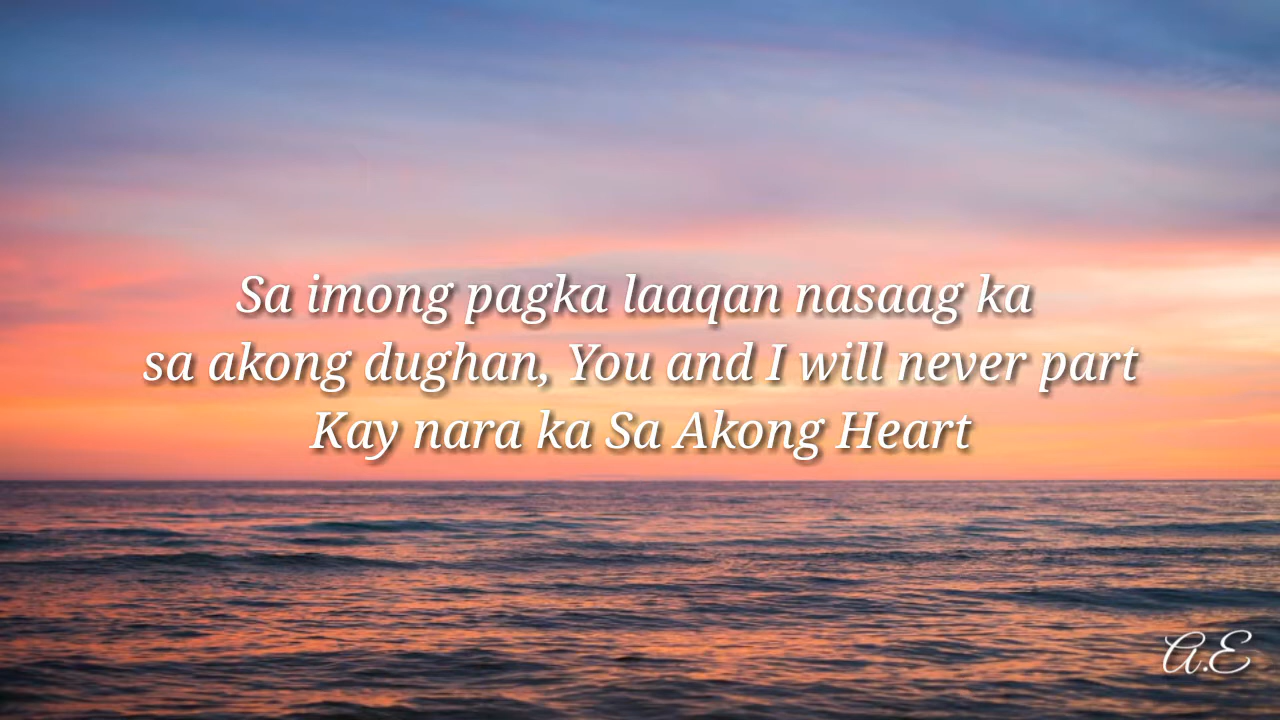 Sa imong pagka laaqan nasaag ka
sa akong dughan, You and I will never part
Kay nara ka Sa Akong Heart
A.E